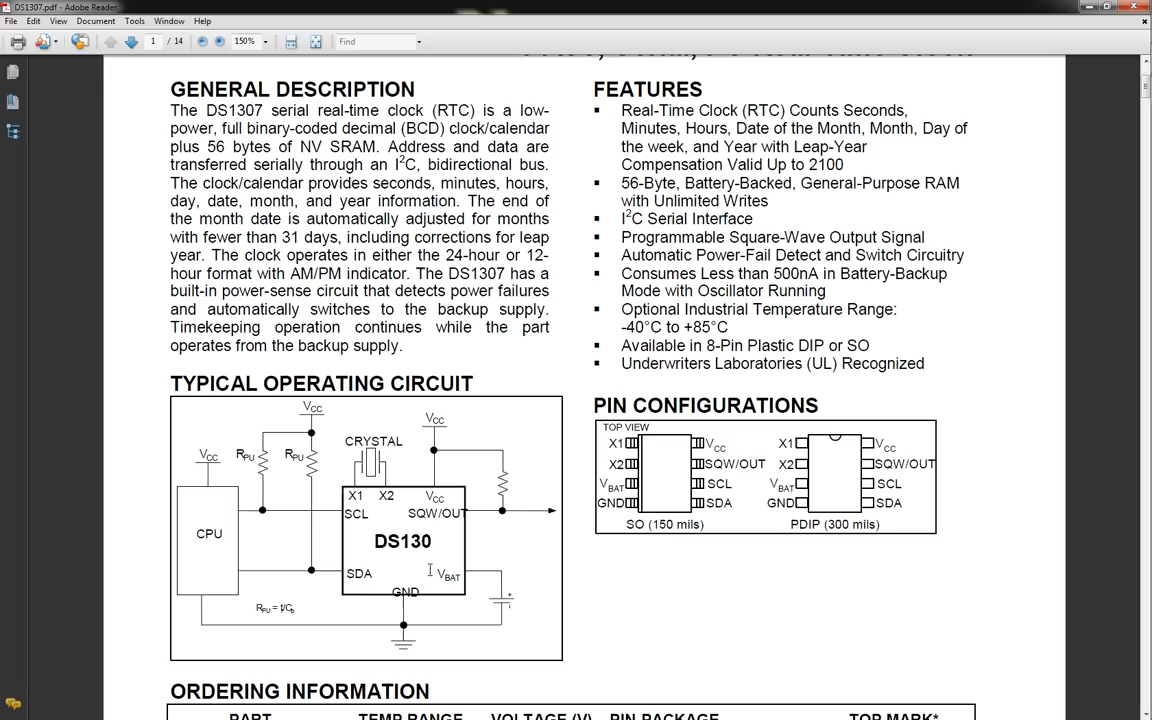 DS1307.pdf - Adobe Reader
File Edit View Document Tools Window Help
1 / 14 150% Find
GENERAL DESCRIPTION
The DS1307 serial real-time clock (RTC) is a low-
power, full binary-coded decimal (BCD) clock/calendar
plus 56 bytes of NV SRAM. Address and data are
transferred serially through an I²C, bidirectional bus.
The clock/calendar provides seconds, minutes, hours,
day, date, month, and year information. The end of
the month date is automatically adjusted for months
with fewer than 31 days, including corrections for leap
year. The clock operates in either the 24-hour or 12-
hour format with AM/PM indicator. The DS1307 has a
built-in power-sense circuit that detects power failures
and automatically switches to the backup supply.
Timekeeping operation continues while the part
operates from the backup supply.
TYPICAL OPERATING CIRCUIT
VCC
VCC
CRYSTAL
VCC
RPU
RPU
X1 X2 VCC
SCL SQW/OUT
CPU
DS130
SDA VBAT
GND
+
FEATURES
▪ Real-Time Clock (RTC) Counts Seconds,
Minutes, Hours, Date of the Month, Month, Day of
the week, and Year with Leap-Year
Compensation Valid Up to 2100
▪ 56-Byte, Battery-Backed, General-Purpose RAM
with Unlimited Writes
▪ I²C Serial Interface
▪ Programmable Square-Wave Output Signal
▪ Automatic Power-Fail Detect and Switch Circuitry
▪ Consumes Less than 500nA in Battery-Backup
Mode with Oscillator Running
▪ Optional Industrial Temperature Range:
-40°C to +85°C
▪ Available in 8-Pin Plastic DIP or SO
▪ Underwriters Laboratories (UL) Recognized
PIN CONFIGURATIONS
TOP VIEW
X1 VCC X1 VCC
X2 SQW/OUT X2 SQW/OUT
VBAT SCL VBAT SCL
GND SDA GND SDA
SO (150 mils) PDIP (300 mils)
ORDERING INFORMATION
PART TEMP RANGE VOLTAGE (V) PIN-PACKAGE TOP MARK*